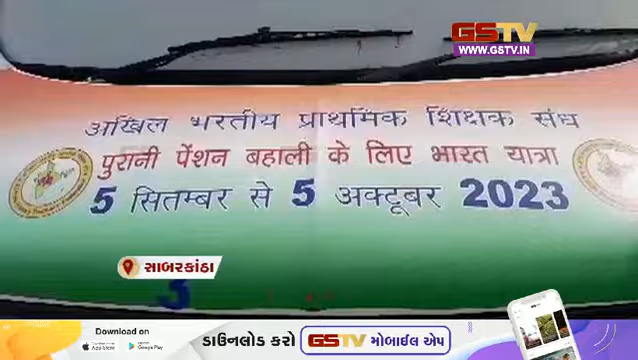 GSTV
WWW.GSTV.IN
अखिल भरतीय प्राथमिक शिक्षक संघ
पुरानी पेंशन बहाली के लिए भारत यात्रा
5 सितम्बर से 5 अक्टूबर 2023
સાબરકાંઠા
Download on
App Store
Google Play
ડાઉનલોડ કરો GSTV મોબાઈલ એપ